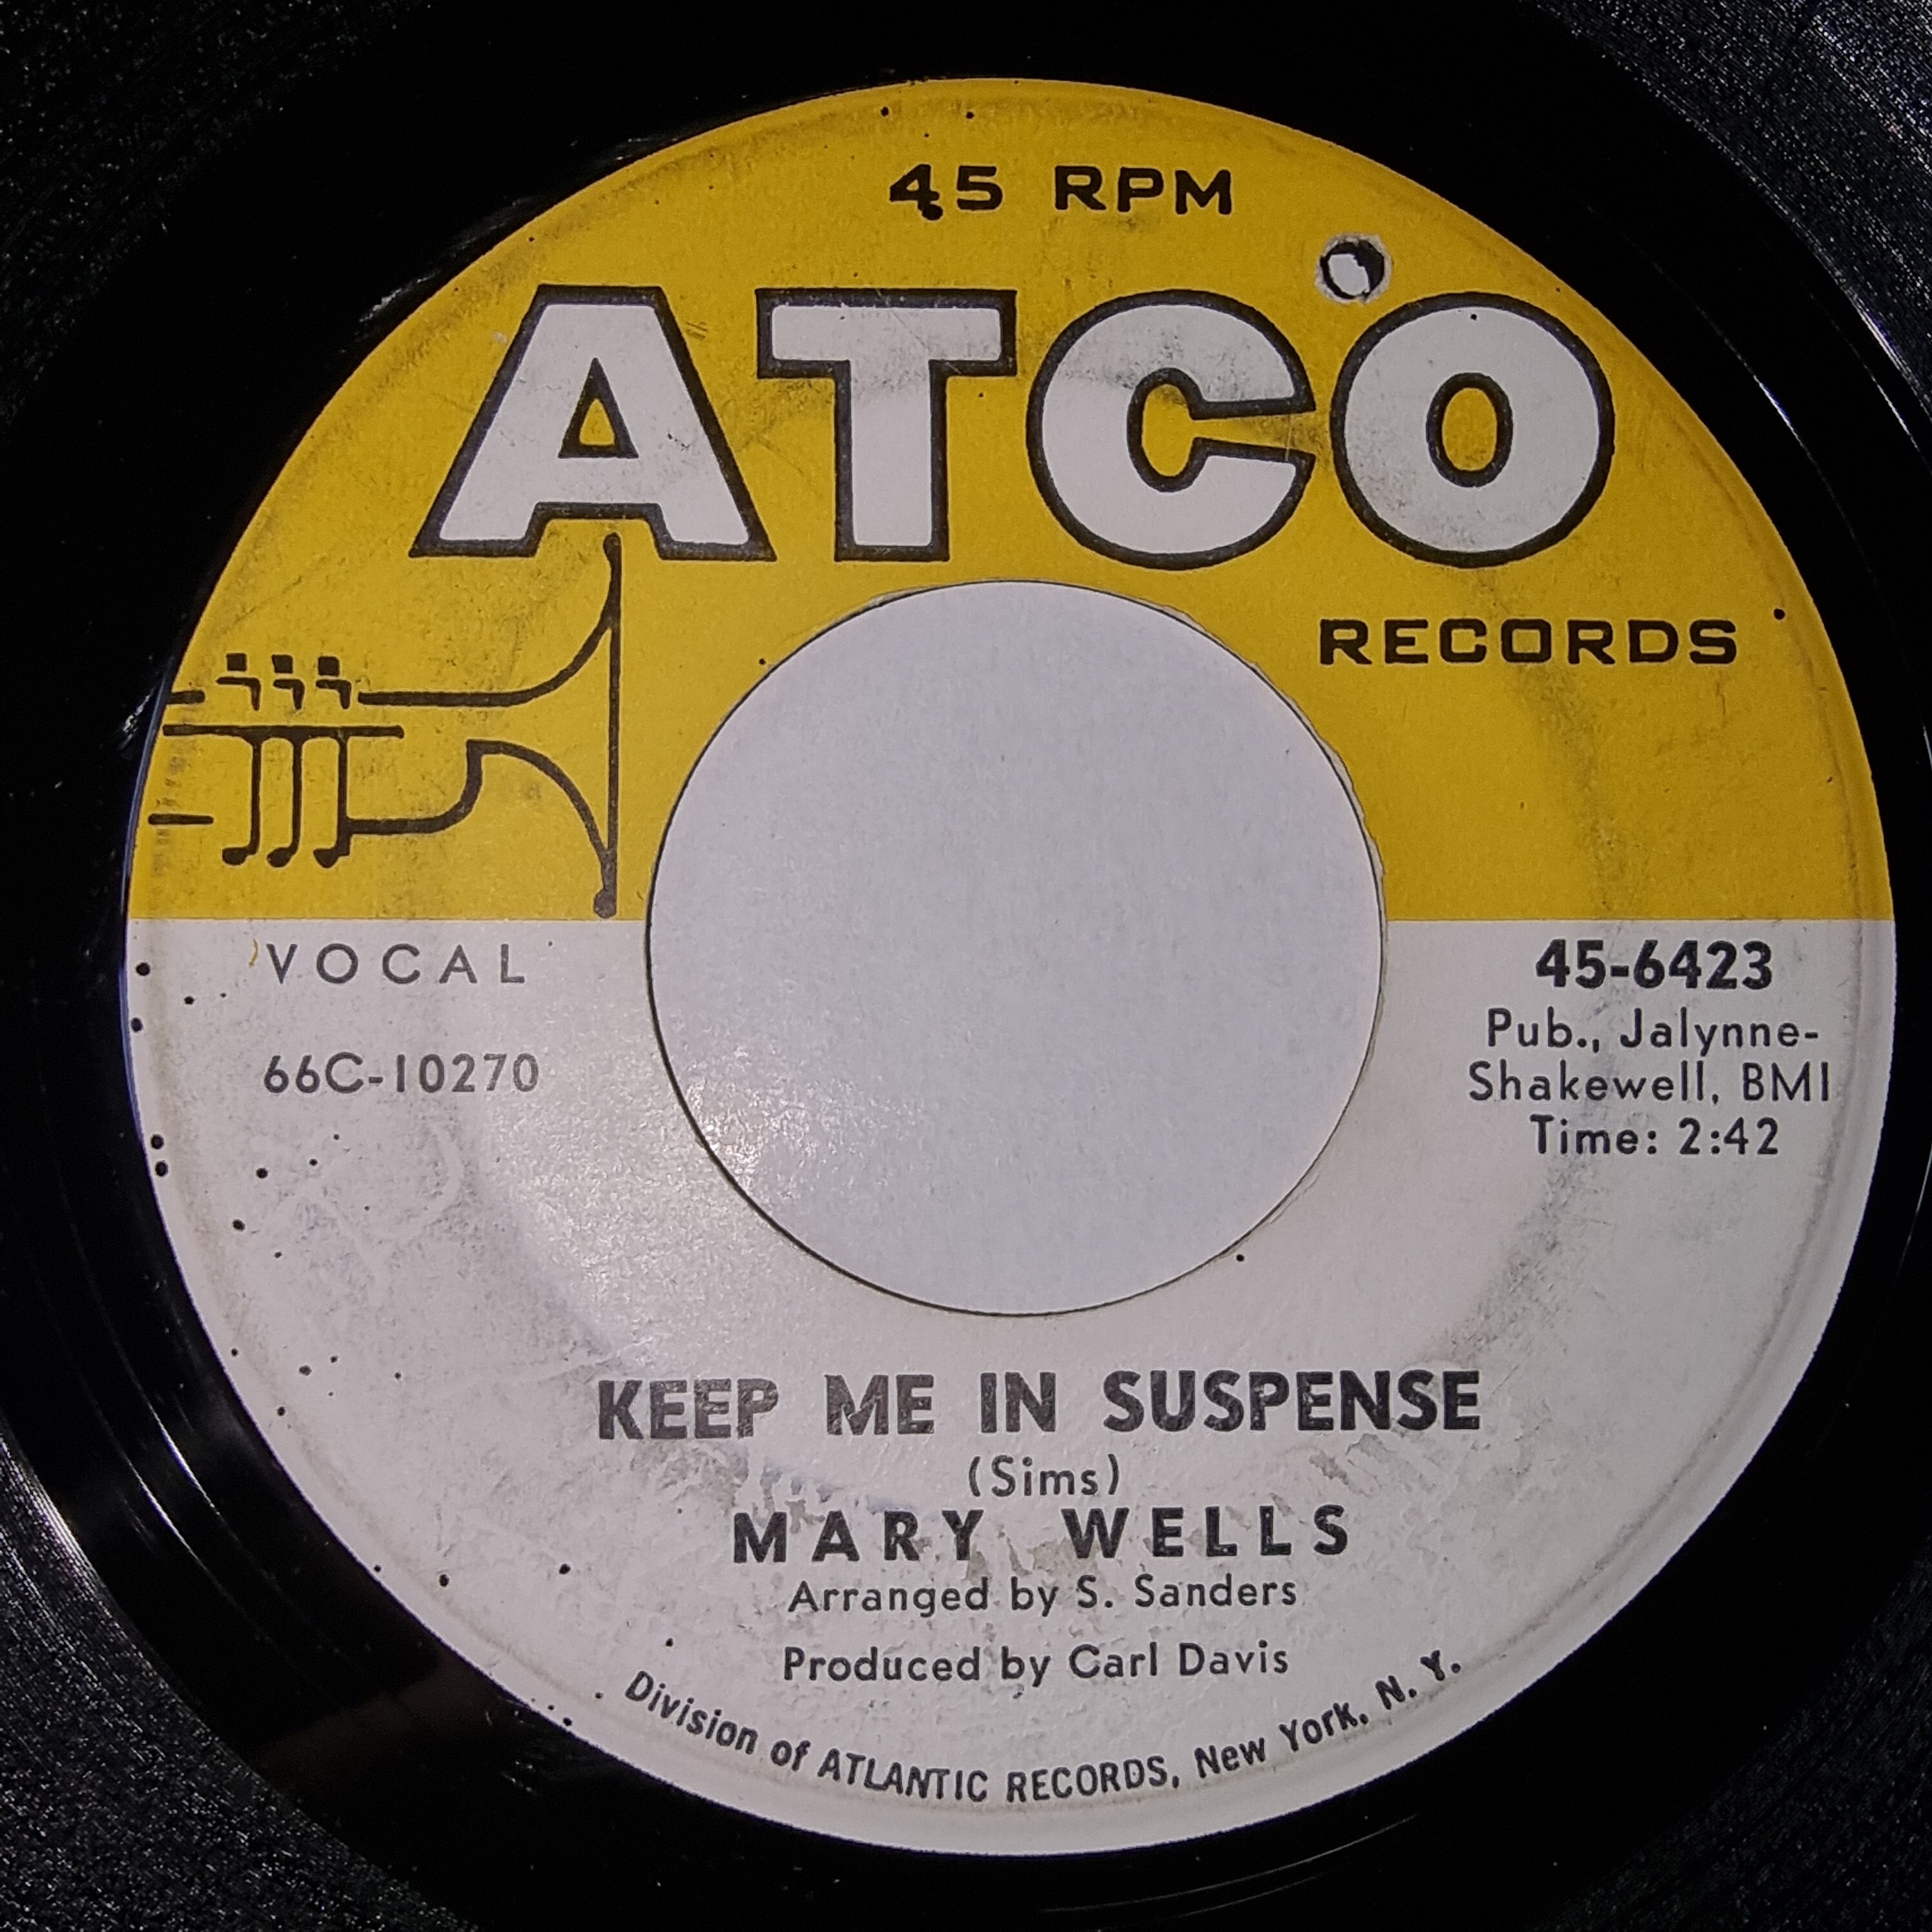 45 RPM
ATCO
RECORDS
VOCAL
66C-10270
45-6423
Pub., Jalynne-
Shakewell, BMI
Time: 2:42
KEEP ME IN SUSPENSE
(Sims)
MARY WELLS
Arranged by S. Sanders
Produced by Carl Davis
Division of ATLANTIC RECORDS, New York, N. Y.